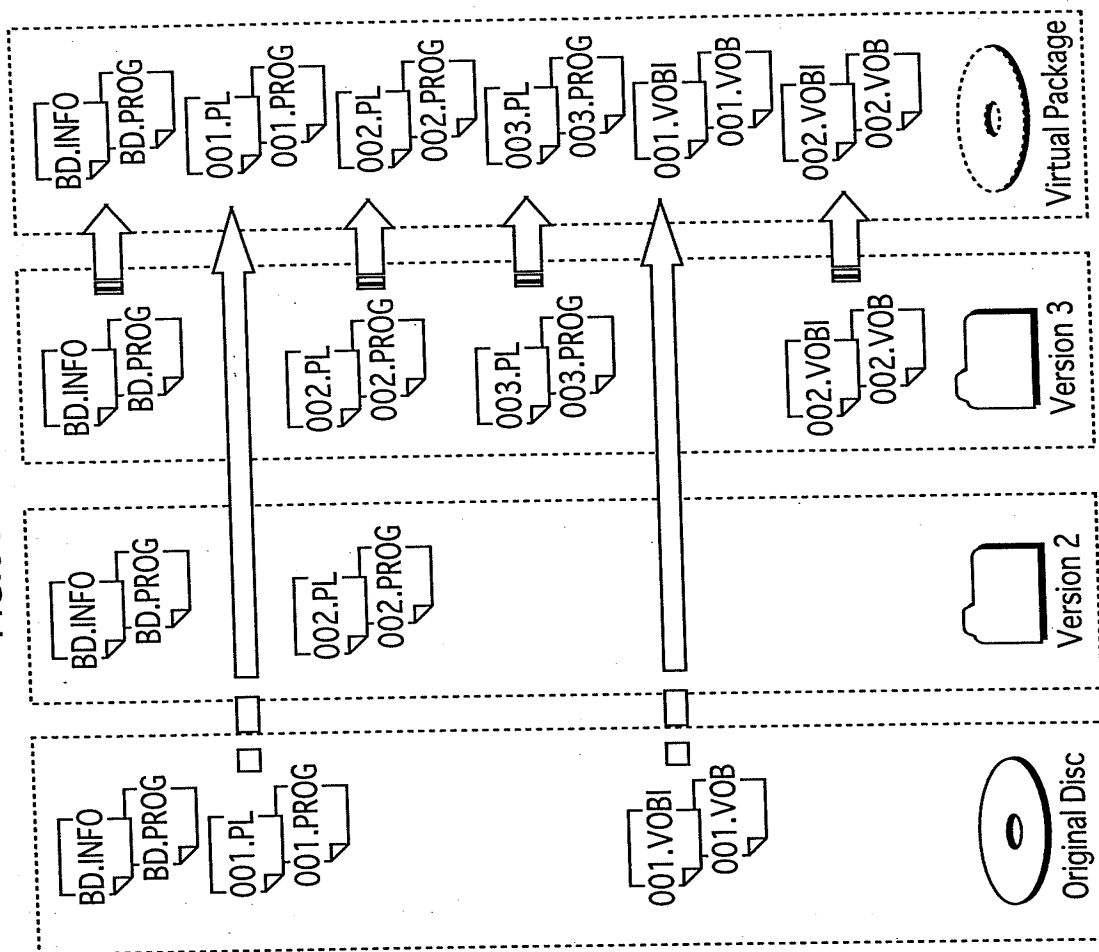 BD.INFO
BD.PROG
001.PL
001.PROG
001.VOBI
001.VOB
Original Disc
BD.INFO
BD.PROG
002.PL
002.PROG
Version 2
BD.INFO
BD.PROG
002.PL
002.PROG
003.PL
003.PROG
002.VOBI
002.VOB
Version 3
BD.INFO
BD.PROG
001.PL
001.PROG
002.PL
002.PROG
003.PL
003.PROG
001.VOBI
001.VOB
002.VOBI
002.VOB
Virtual Package